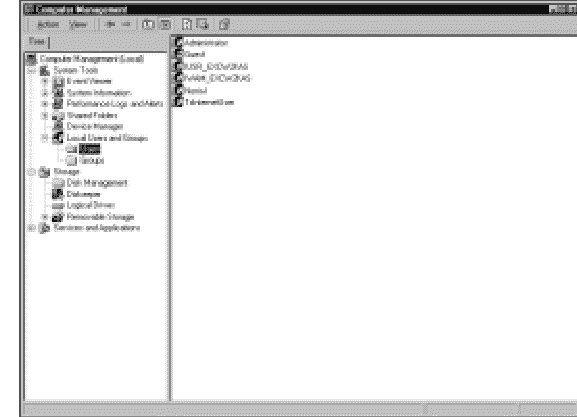 Computer Management
Action View
Tree
Computer Management (Local)
System Tools
Event Viewer
System Information
Performance Logs and Alerts
Shared Folders
Device Manager
Local Users and Groups
Users
Groups
Storage
Disk Management
Logical Drives
Removable Storage
Services and Applications
Administrator
Guest
TsInternetUser